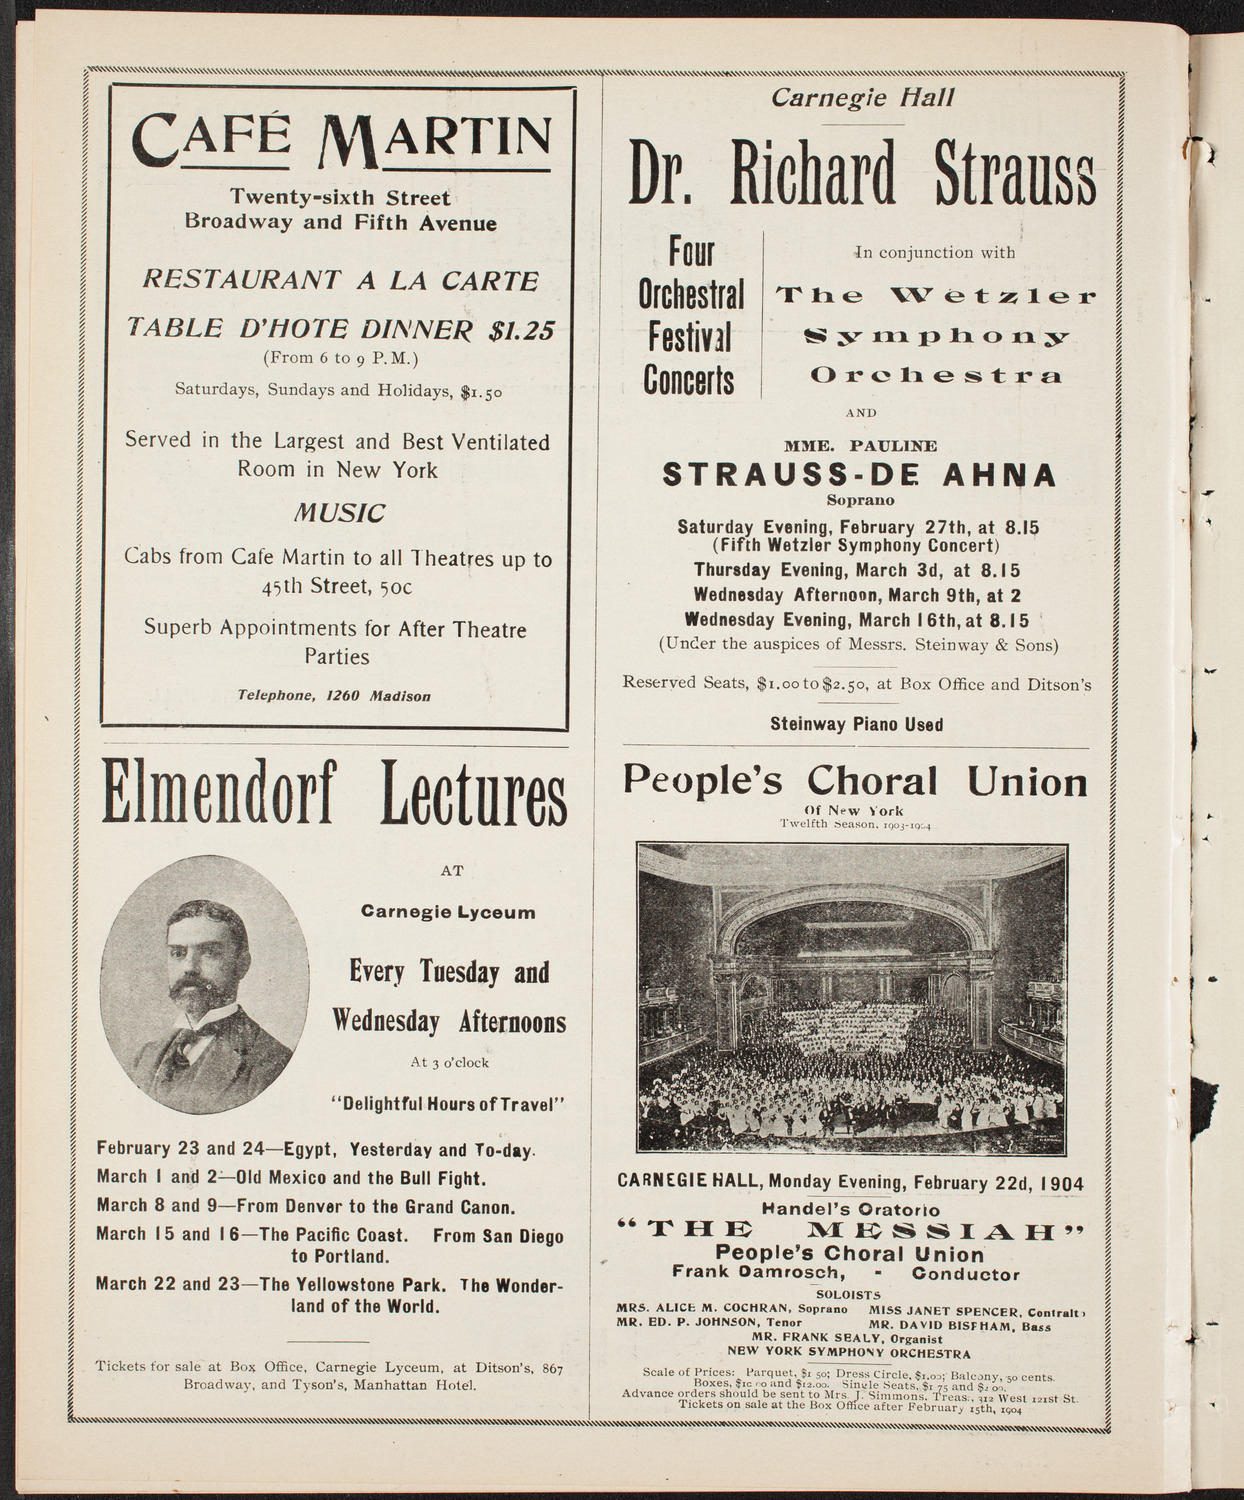 CAFÉ MARTIN
Twenty-sixth Street
Broadway and Fifth Avenue
RESTAURANT A LA CARTE
TABLE D'HOTE DINNER $1.25
(From 6 to 9 P.M.)
Saturdays, Sundays and Holidays, $1.50
Served in the Largest and Best Ventilated
Room in New York
MUSIC
Cabs from Cafe Martin to all Theatres up to
45th Street, 50c
Superb Appointments for After Theatre
Parties
Telephone, 1260 Madison
Elmendorf Lectures
AT
Carnegie Lyceum
Every Tuesday and
Wednesday Afternoons
At 3 o'clock
"Delightful Hours of Travel"
February 23 and 24—Egypt, Yesterday and To-day.
March 1 and 2—Old Mexico and the Bull Fight.
March 8 and 9—From Denver to the Grand Canon.
March 15 and 16—The Pacific Coast. From San Diego
to Portland.
March 22 and 23—The Yellowstone Park. The Wonder-
land of the World.
Tickets for sale at Box Office, Carnegie Lyceum, at Ditson's, 867
Broadway, and Tyson's, Manhattan Hotel.
Carnegie Hall
Dr. Richard Strauss
Four
Orchestral
Festival
Concerts
In conjunction with
The Wetzler
Symphony
Orchestra
AND
MME. PAULINE
STRAUSS-DE AHNA
Soprano
Saturday Evening, February 27th, at 8.15
(Fifth Wetzler Symphony Concert)
Thursday Evening, March 3d, at 8.15
Wednesday Afternoon, March 9th, at 2
Wednesday Evening, March 16th, at 8.15
(Under the auspices of Messrs. Steinway & Sons)
Reserved Seats, $1.00 to $2.50, at Box Office and Ditson's
Steinway Piano Used
People's Choral Union
Of New York
Twelfth Season, 1903-1904
CARNEGIE HALL, Monday Evening, February 22d, 1904
Handel's Oratorio
"THE MESSIAH"
People's Choral Union
Frank Damrosch, - Conductor
SOLOISTS
MRS. ALICE M. COCHRAN, Soprano MISS JANET SPENCER, Contralto
MR. ED. P. JOHNSON, Tenor MR. DAVID BISPHAM, Bass
MR. FRANK SEALY, Organist
NEW YORK SYMPHONY ORCHESTRA
Scale of Prices: Parquet, $1 50; Dress Circle, $1.00; Balcony, 50 cents.
Boxes, $10 00 and $12.00. Single Seats, $1 75 and $2 00.
Advance orders should be sent to Mrs. J. Simmons, Treas., 312 West 121st St.
Tickets on sale at the Box Office after February 15th, 1904